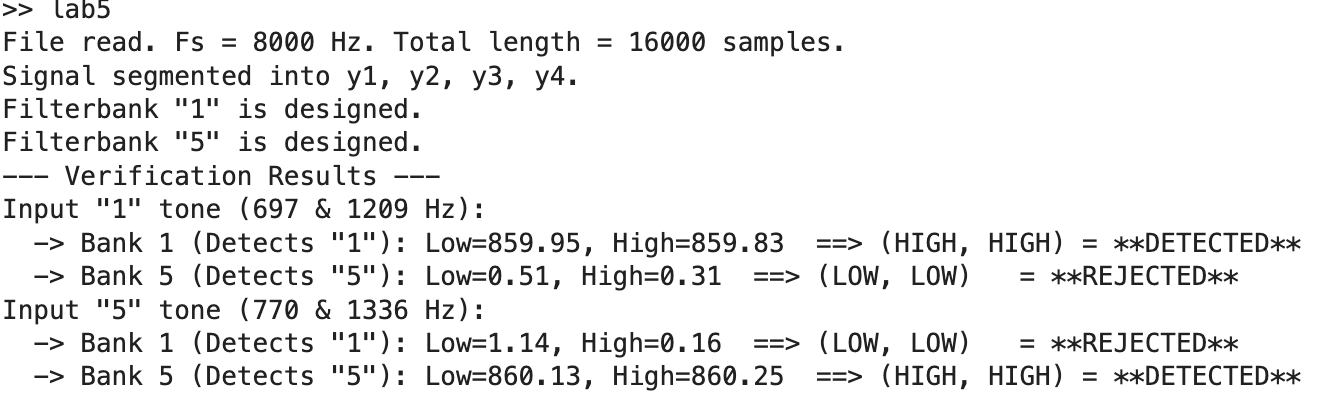 >> lab5
File read. Fs = 8000 Hz. Total length = 16000 samples.
Signal segmented into y1, y2, y3, y4.
Filterbank "1" is designed.
Filterbank "5" is designed.
--- Verification Results ---
Input "1" tone (697 & 1209 Hz):
  -> Bank 1 (Detects "1"): Low=859.95, High=859.83  ==> (HIGH, HIGH) = **DETECTED**
  -> Bank 5 (Detects "5"): Low=0.51, High=0.31  ==> (LOW, LOW)   = **REJECTED**
Input "5" tone (770 & 1336 Hz):
  -> Bank 1 (Detects "1"): Low=1.14, High=0.16  ==> (LOW, LOW)   = **REJECTED**
  -> Bank 5 (Detects "5"): Low=860.13, High=860.25  ==> (HIGH, HIGH) = **DETECTED**